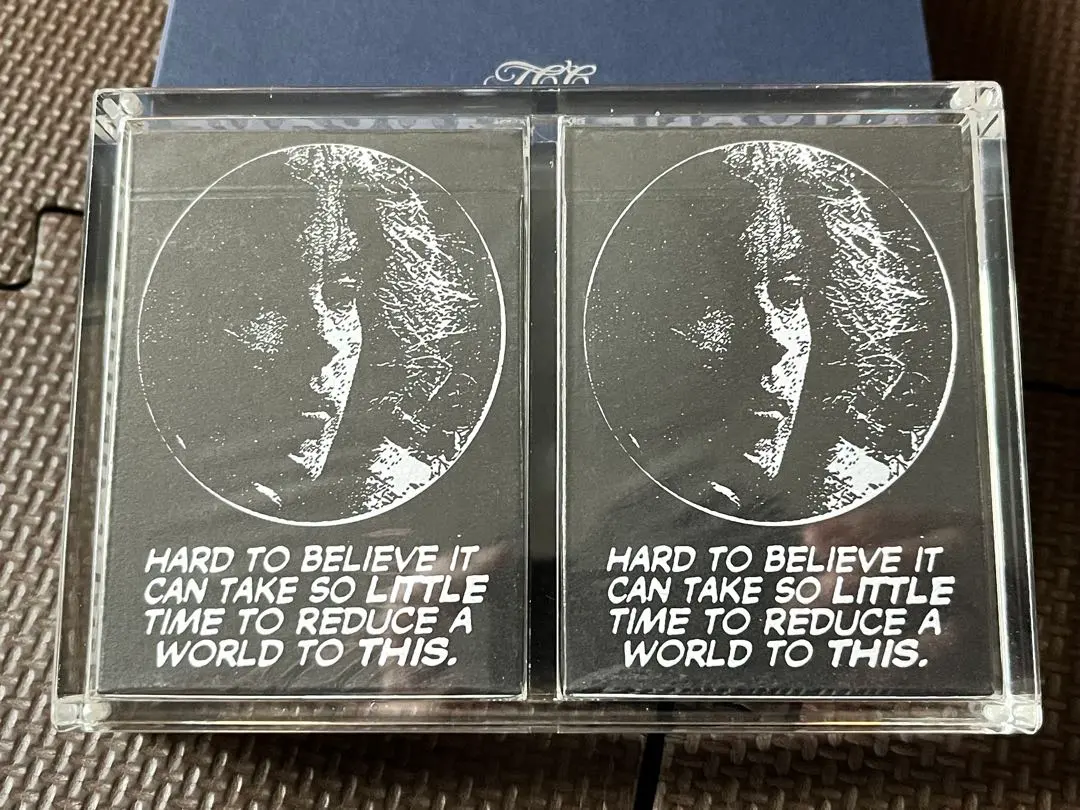 The
HARD TO BELIEVE IT
CAN TAKE SO LITTLE
TIME TO REDUCE A
WORLD TO THIS.
HARD TO BELIEVE IT
CAN TAKE SO LITTLE
TIME TO REDUCE A
WORLD TO THIS.